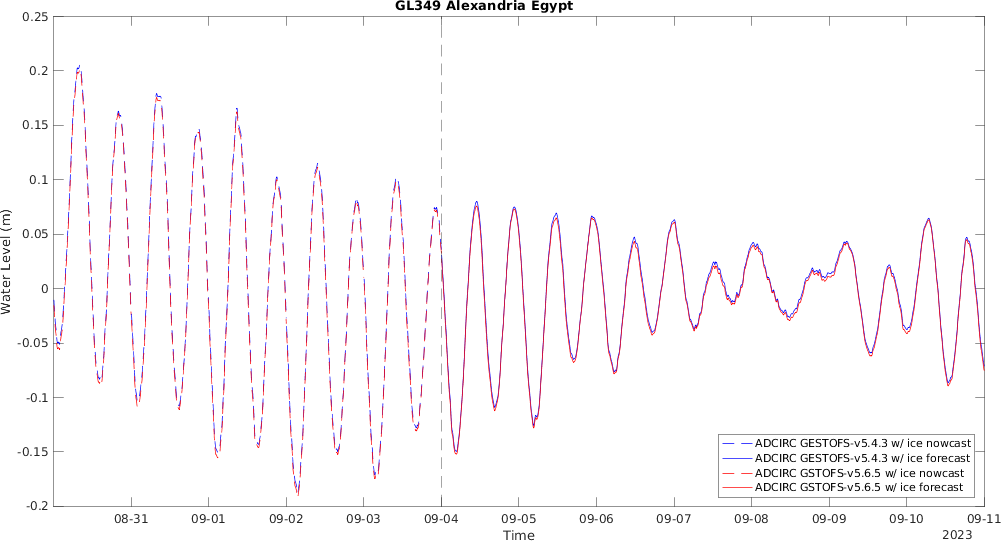 GL349 Alexandria Egypt
0.25
0.2
0.15
0.1
0.05
0
-0.05
-0.1
-0.15
-0.2
Water Level (m)
08-31 09-01 09-02 09-03 09-04 09-05 09-06 09-07 09-08 09-09 09-10 09-11
Time
2023
ADCIRC GESTOFS-v5.4.3 w/ ice nowcast
ADCIRC GESTOFS-v5.4.3 w/ ice forecast
ADCIRC GSTOFS-v5.6.5 w/ ice nowcast
ADCIRC GSTOFS-v5.6.5 w/ ice forecast